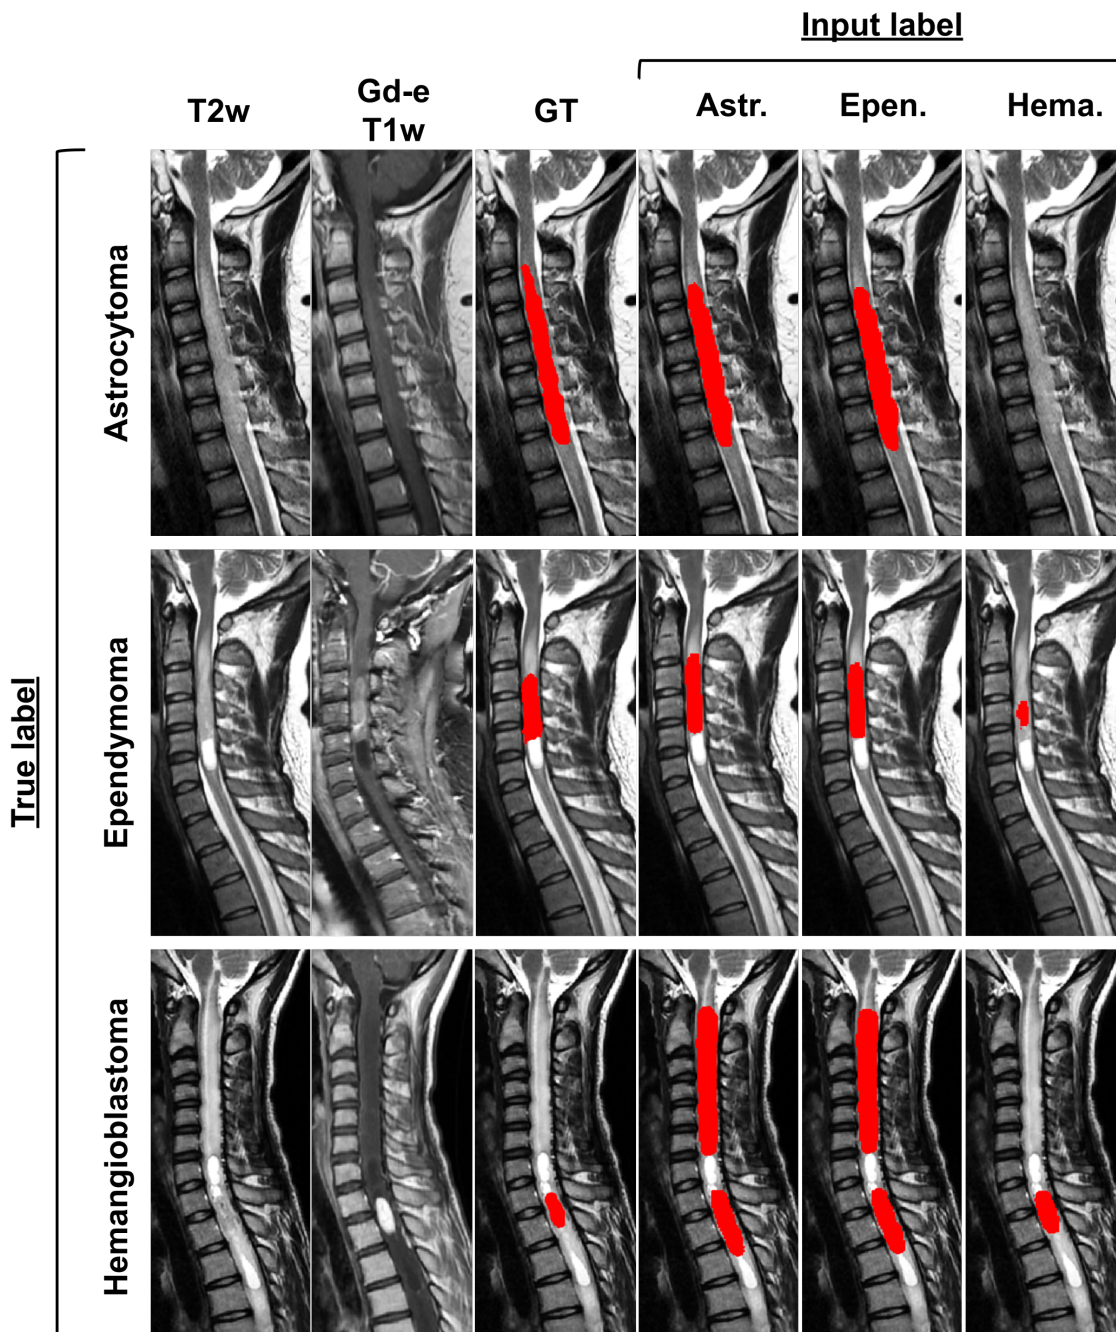 Input label
T2w
Gd-e
T1w
GT
Astr.
Epen.
Hema.
True label
Astrocytoma
Ependymoma
Hemangioblastoma